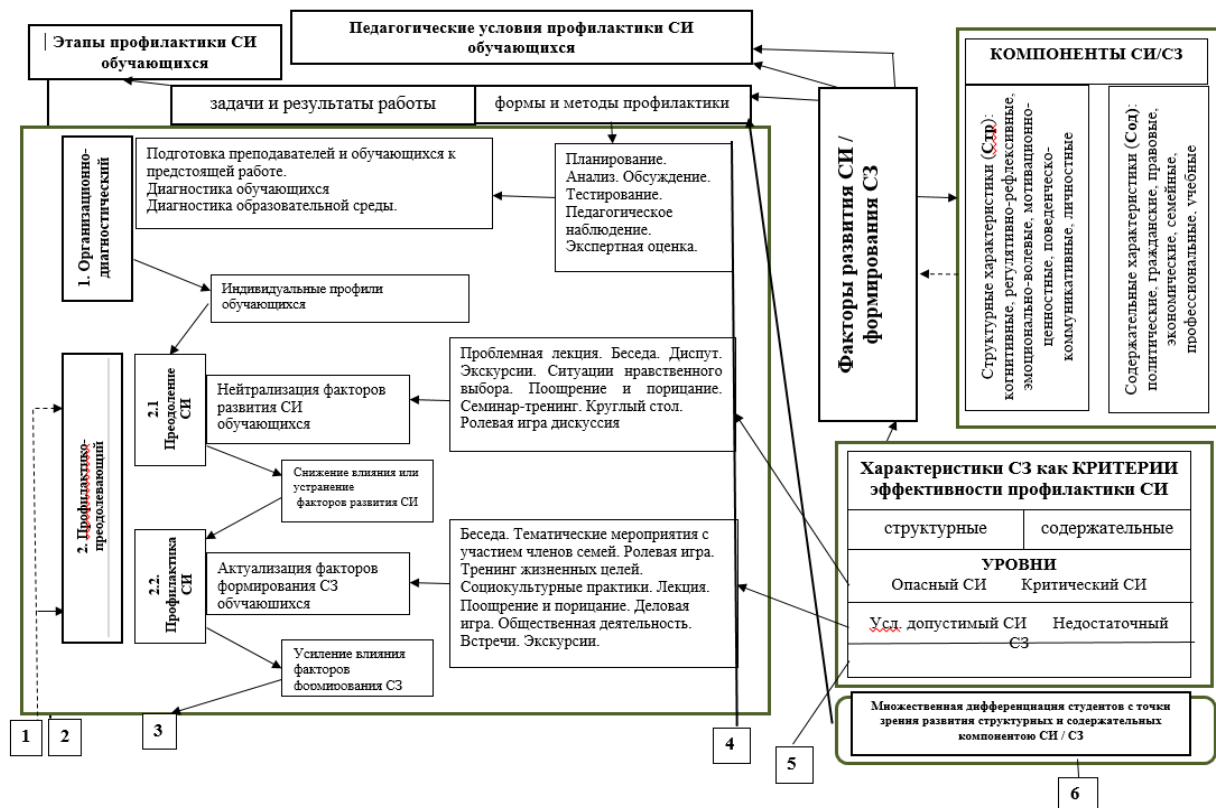 Этапы профилактики СИ
обучающихся
Педагогические условия профилактики СИ
обучающихся
задачи и результаты работы
формы и методы профилактики
1. Организационно-
диагностический
Подготовка преподавателей и обучающихся к
предстоящей работе.
Диагностика обучающихся
Диагностика образовательной среды.
Планирование.
Анализ. Обсуждение.
Тестирование.
Педагогическое
наблюдение.
Экспертная оценка.
Индивидуальные профили
обучающихся
2. Профилактико-
преодолевающий
2.1
Преодоление
СИ
Нейтрализация факторов
развития СИ
обучающихся
Проблемная лекция. Беседа. Диспут.
Экскурсии. Ситуации нравственного
выбора. Поощрение и порицание.
Семинар-тренинг. Круглый стол.
Ролевая игра дискуссия
Снижение влияния или
устранение
факторов развития СИ
2.2.
Профилактика
СИ
Актуализация факторов
формирования СЗ
обучающихся
Беседа. Тематические мероприятия с
участием членов семей. Ролевая игра.
Тренинг жизненных целей.
Социокультурные практики. Лекция.
Поощрение и порицание. Деловая
игра. Общественная деятельность.
Встречи. Экскурсии.
Усиление влияния
факторов
формирования СЗ
Факторы развития СИ /
формирования СЗ
КОМПОНЕНТЫ СИ/СЗ
Структурные характеристики (Стр):
когнитивные, регулятивно-рефлексивные,
эмоционально-волевые, мотивационно-
ценностные, поведенческо-
коммуникативные, личностные
Содержательные характеристики (Сод):
политические, гражданские, правовые,
экономические, семейные,
профессиональные, учебные
Характеристики СЗ как КРИТЕРИИ
эффективности профилактики СИ
структурные
содержательные
УРОВНИ
Опасный СИ Критический СИ
Усл. допустимый СИ Недостаточный
СЗ
Множественная дифференциация студентов с точки
зрения развития структурных и содержательных
компонентою СИ / СЗ
1
2
3
4
5
6